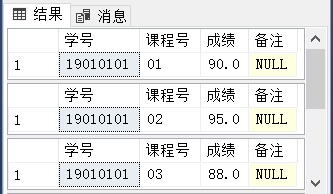 结果 消息
学号 课程号 成绩 备注
1 19010101 01 90.0 NULL
学号 课程号 成绩 备注
1 19010101 02 95.0 NULL
学号 课程号 成绩 备注
1 19010101 03 88.0 NULL